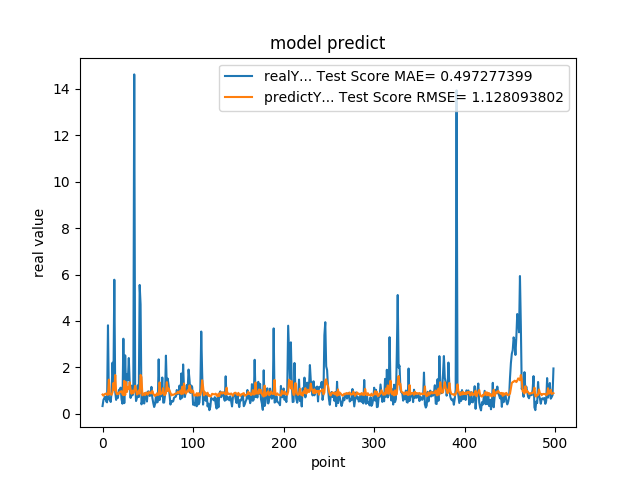 model predict
realY... Test Score MAE= 0.497277399
predictY... Test Score RMSE= 1.128093802
14
12
10
8
6
4
2
0
real value
0 100 200 300 400 500
point